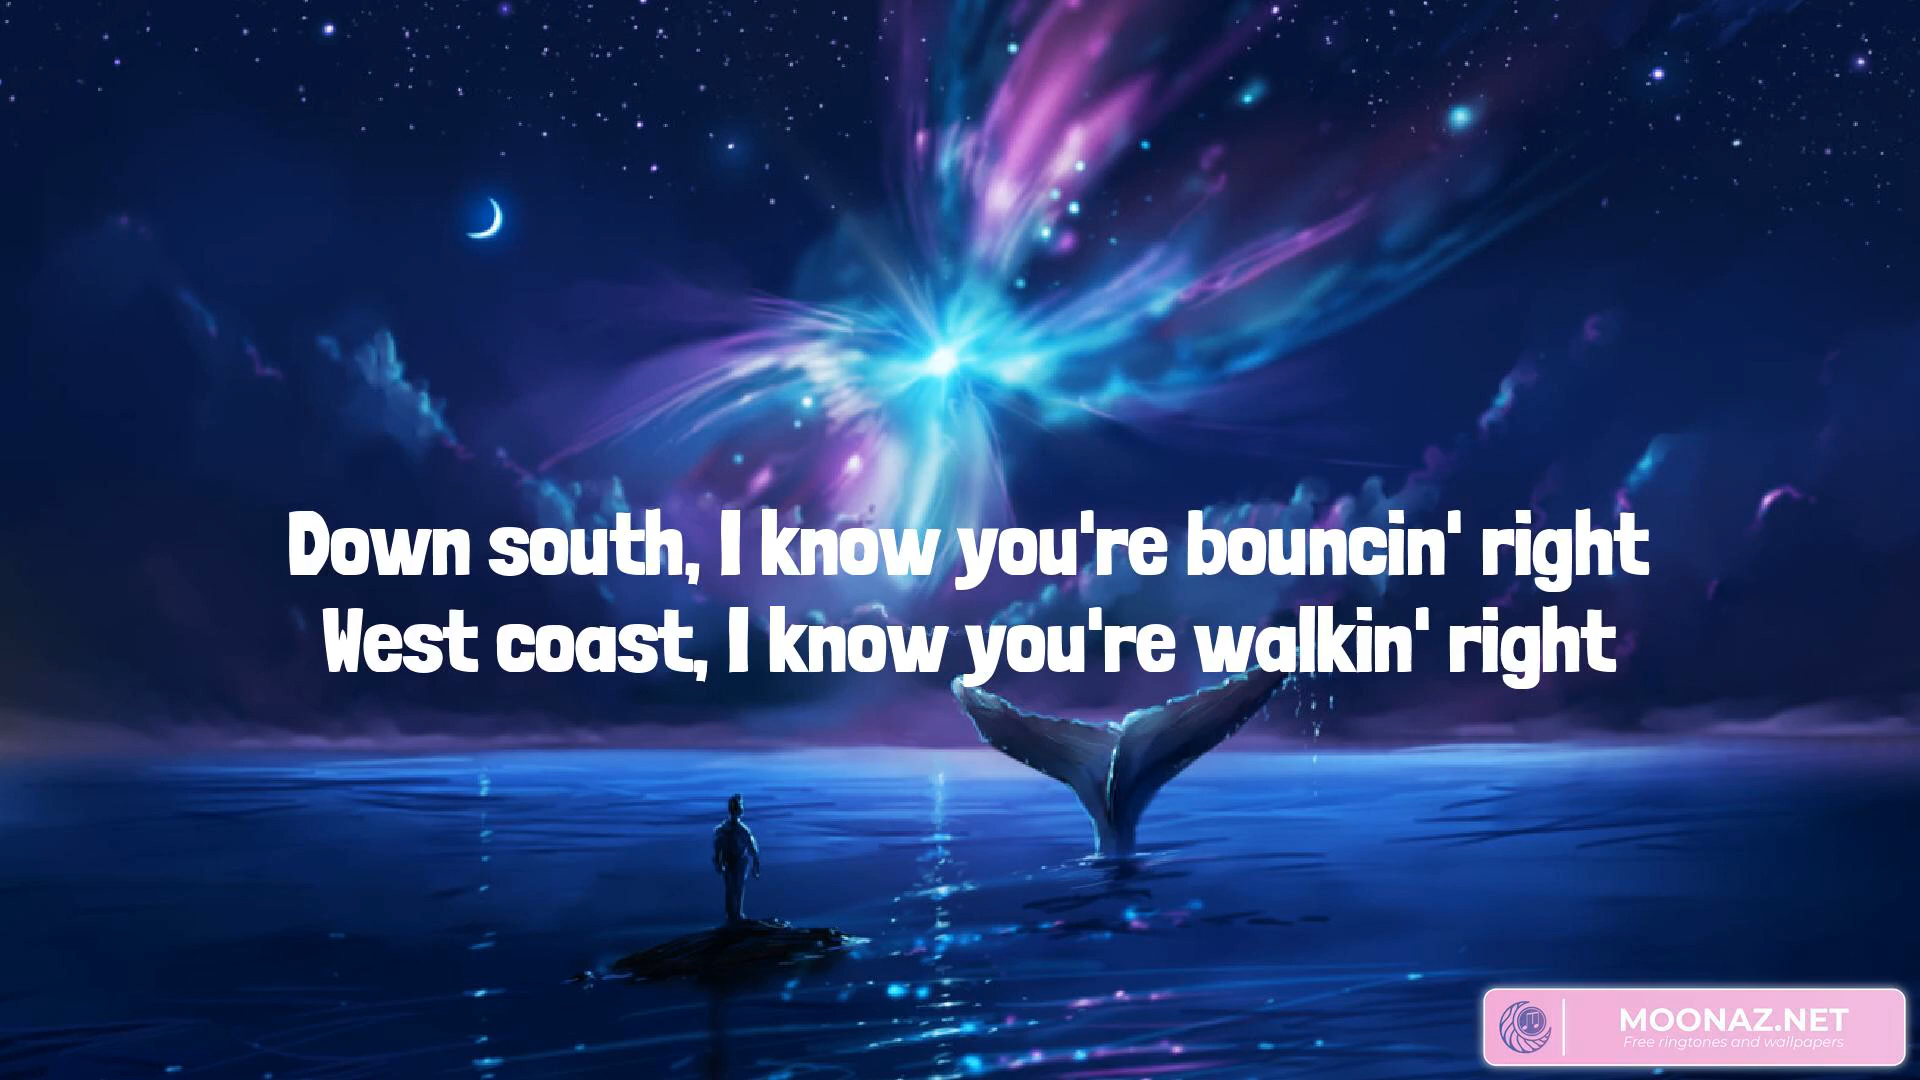 Down south, I know you're bouncin' right
West coast, I know you're walkin' right
MOONAZ.NET
Free ringtones and wallpapers